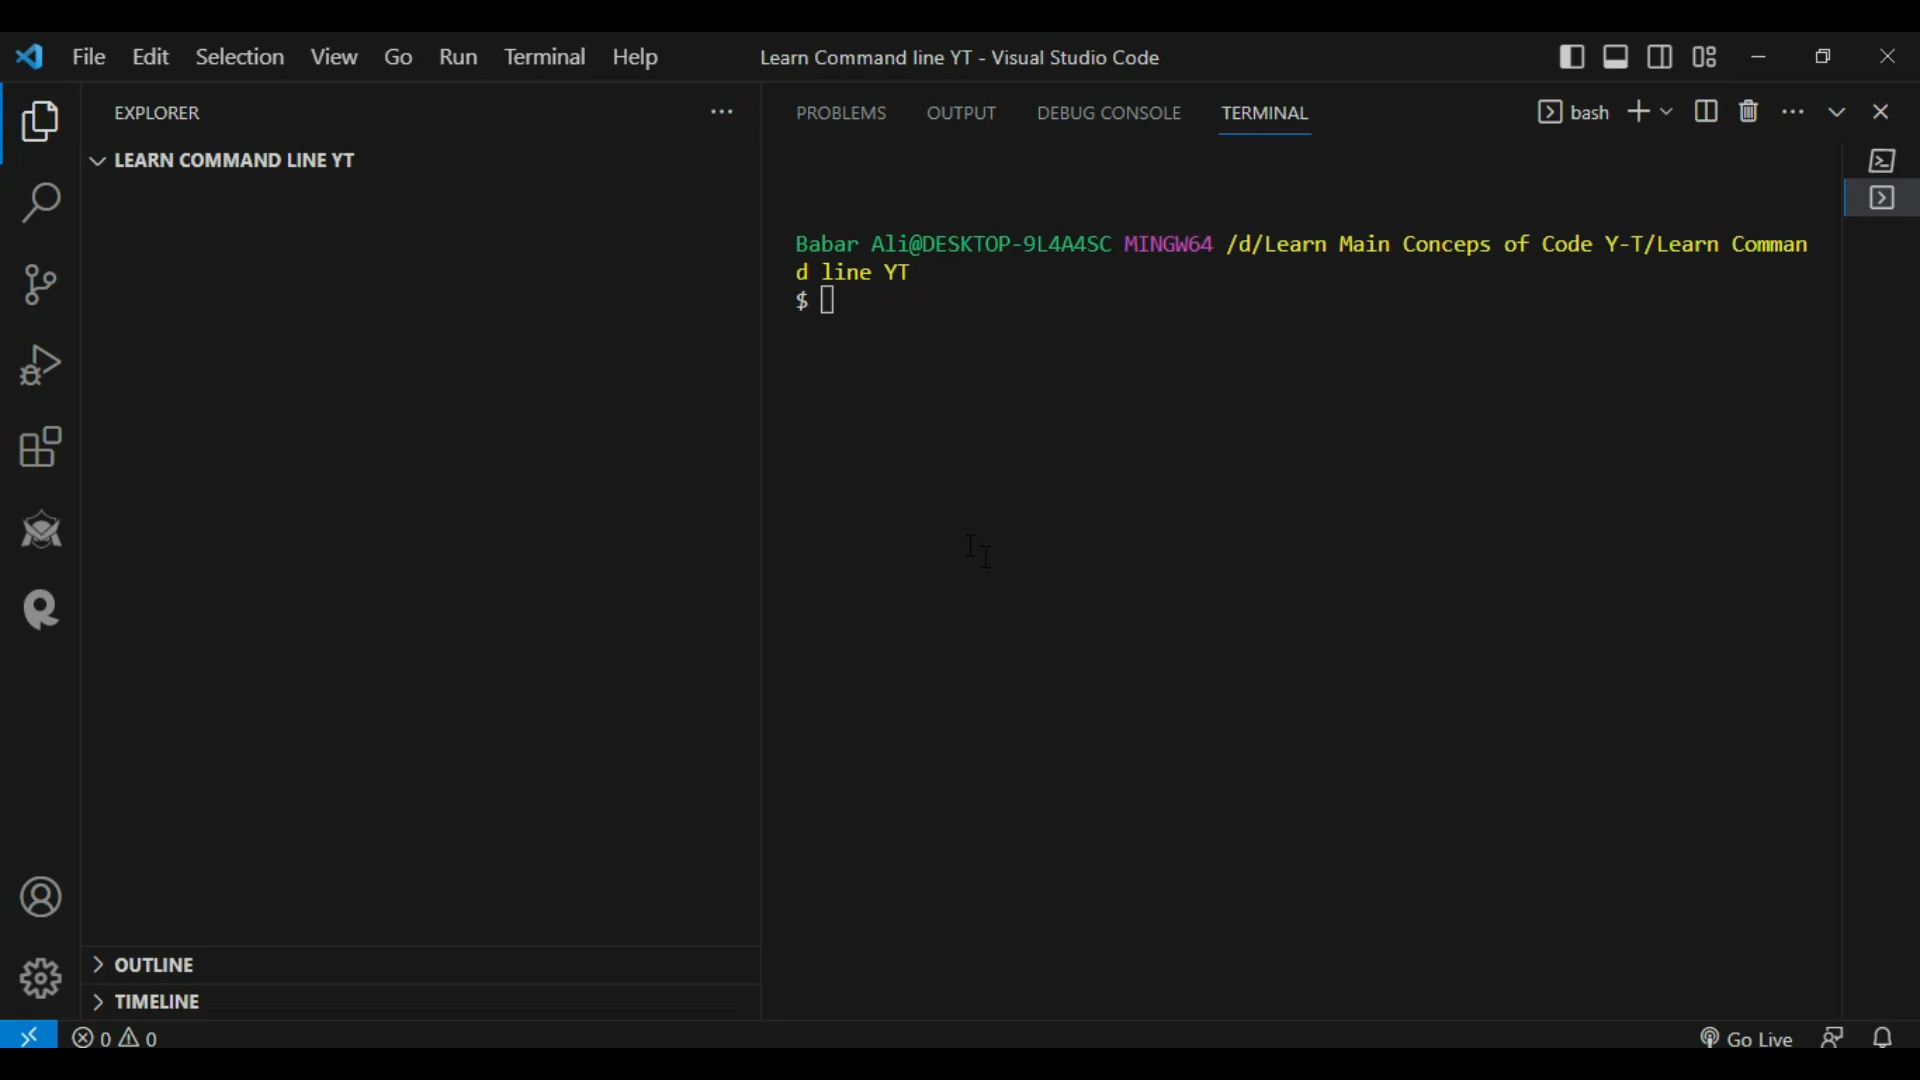 File Edit Selection View Go Run Terminal Help
Learn Command line YT - Visual Studio Code
EXPLORER
LEARN COMMAND LINE YT
PROBLEMS OUTPUT DEBUG CONSOLE TERMINAL
bash
Babar Ali@DESKTOP-9L4A4SC MINGW64 /d/Learn Main Conceps of Code Y-T/Learn Comman
d line YT
$
OUTLINE
TIMELINE
0 0
Go Live